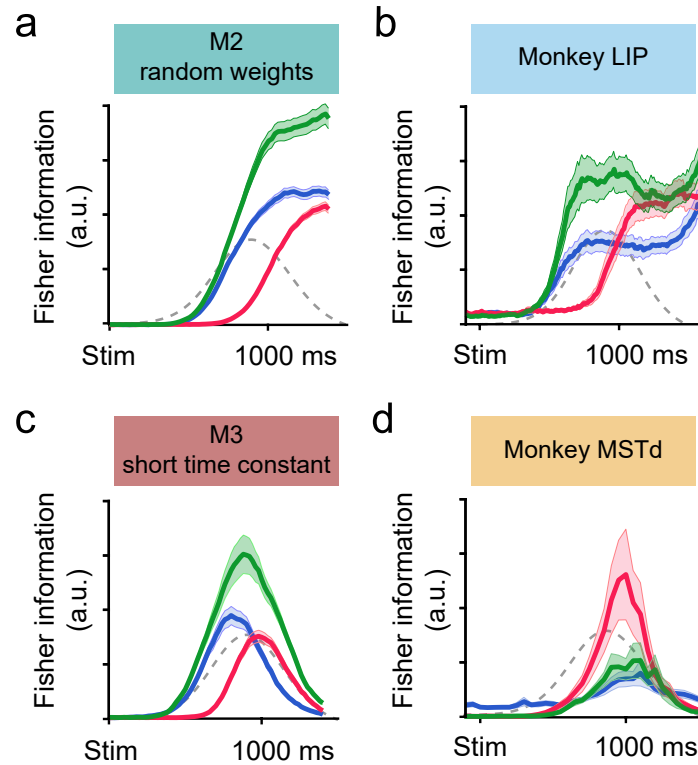 a
M2
random weights
Fisher information
(a.u.)
Stim
1000 ms
b
Monkey LIP
Fisher information
(a.u.)
Stim
1000 ms
c
M3
short time constant
Fisher information
(a.u.)
Stim
1000 ms
d
Monkey MSTd
Fisher information
(a.u.)
Stim
1000 ms